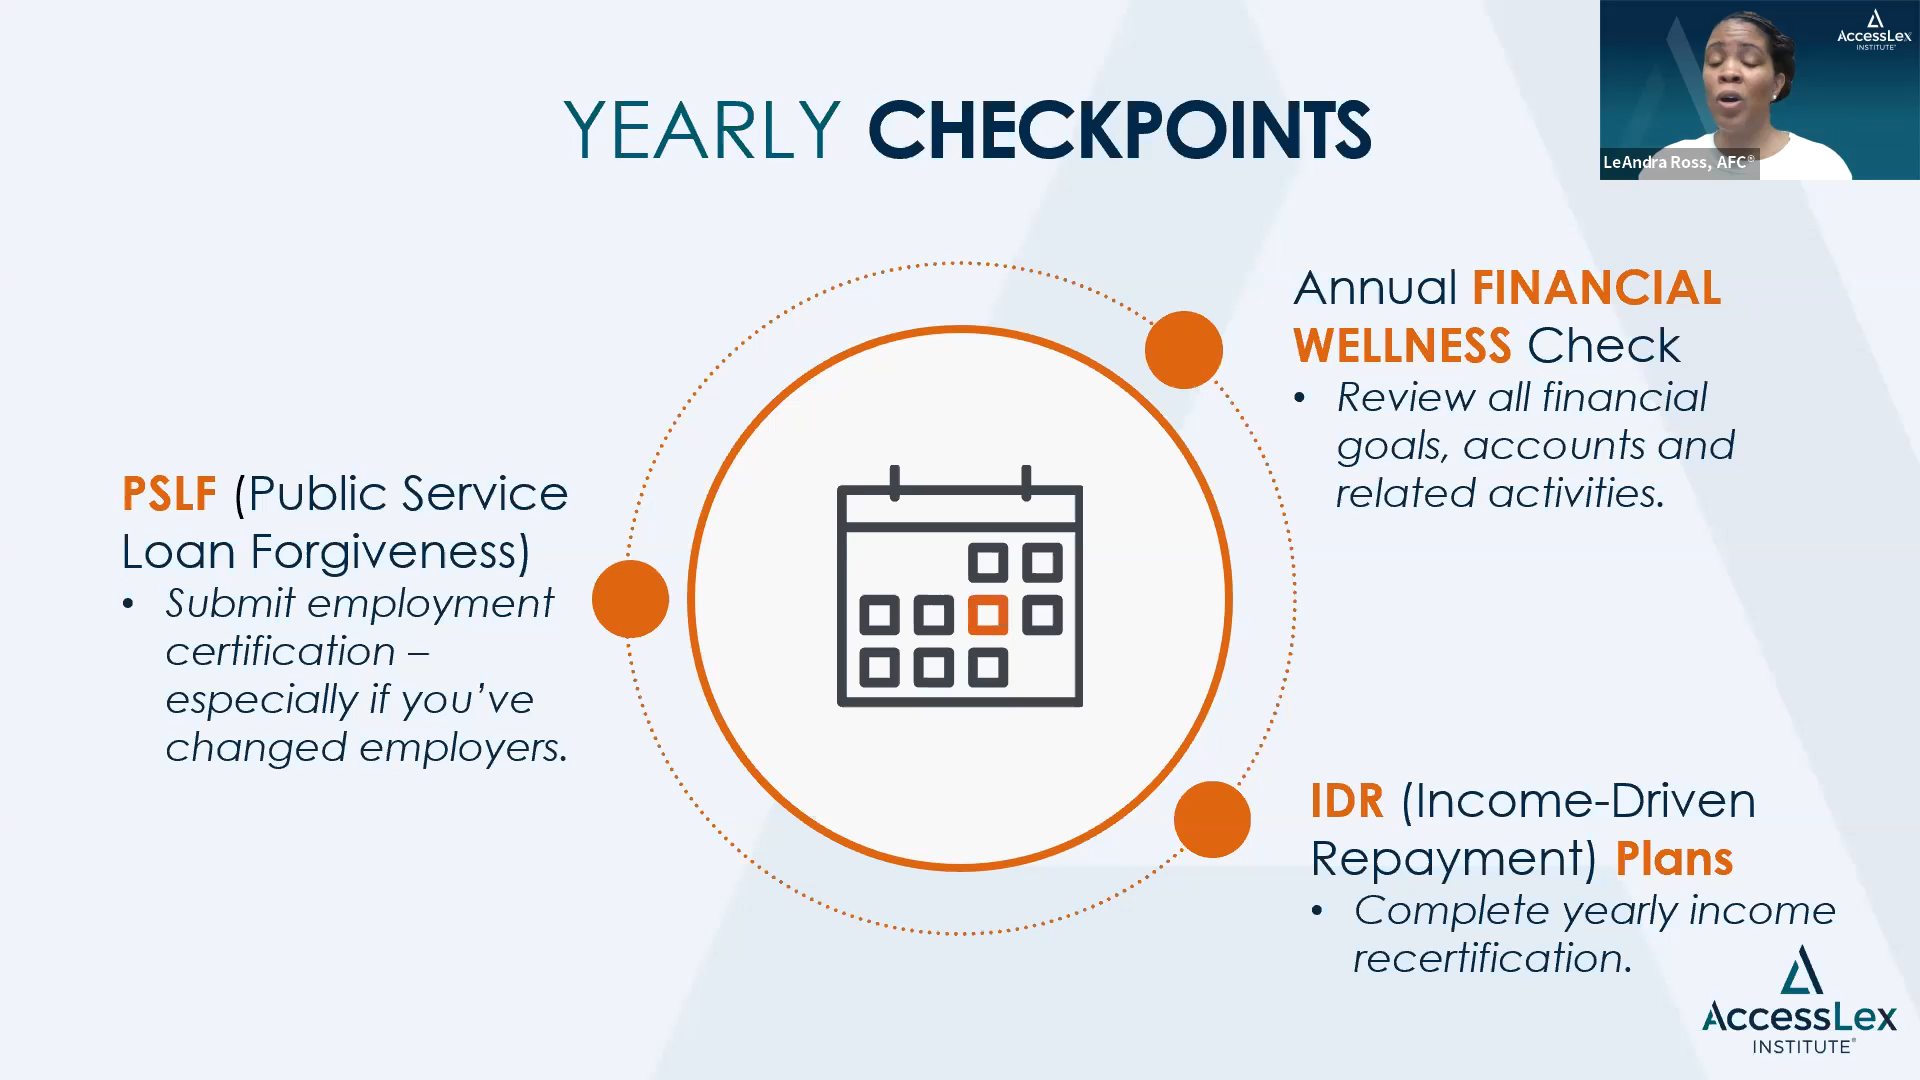 YEARLY CHECKPOINTS
AccessLex
INSTITUTE®
LeAndra Ross, AFC®
Annual FINANCIAL
WELLNESS Check
• Review all financial
goals, accounts and
related activities.
PSLF (Public Service
Loan Forgiveness)
• Submit employment
certification –
especially if you’ve
changed employers.
IDR (Income-Driven
Repayment) Plans
• Complete yearly income
recertification.
AccessLex
INSTITUTE®